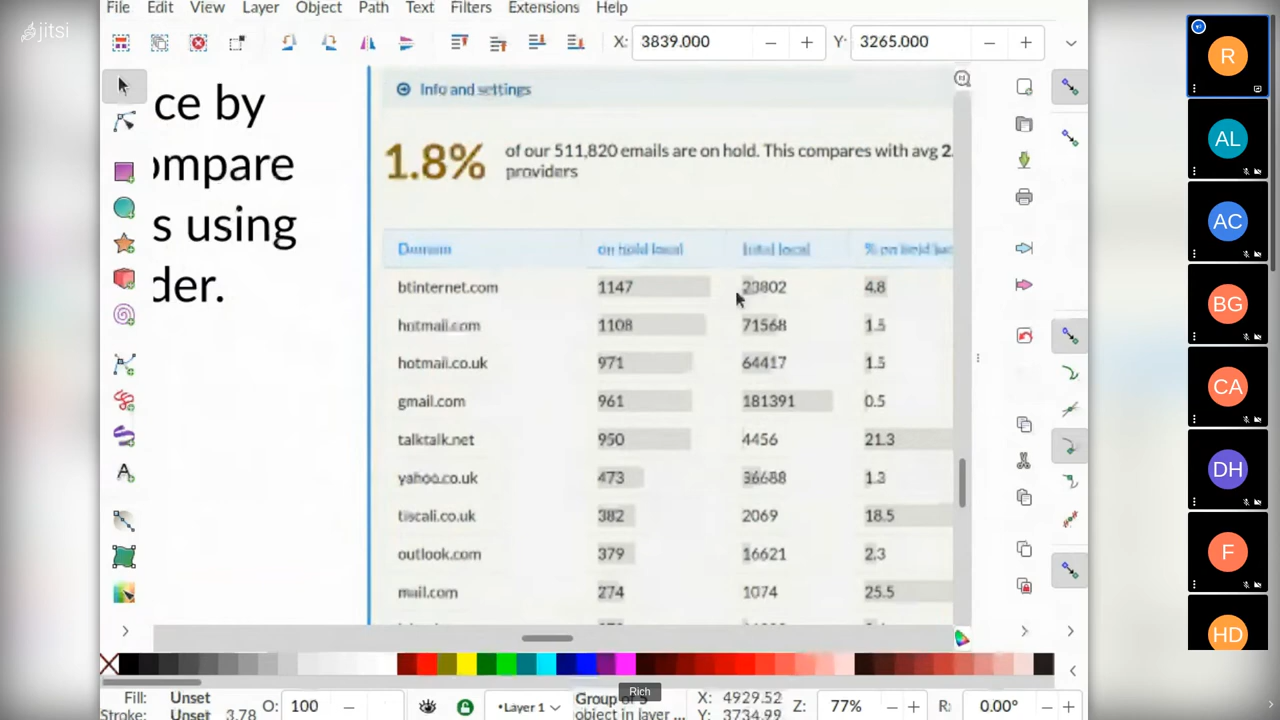 jitsi
File Edit View Layer Object Path Text Filters Extensions Help
X: 3839.000 − + Y: 3265.000 − +
ce by
ompare
s using
der.
Info and settings
1.8% of our 511,820 emails are on hold. This compares with avg 2.
providers
Domain on hold local total local % on hold
btinternet.com 1147 23802 4.8
hotmail.com 1108 71568 1.5
hotmail.co.uk 971 64417 1.5
gmail.com 961 181391 0.5
talktalk.net 950 4456 21.3
yahoo.co.uk 473 36688 1.3
tiscali.co.uk 382 2069 18.5
outlook.com 379 16621 2.3
mail.com 274 1074 25.5
R
AL
AC
BG
CA
DH
F
HD
Fill: Unset
Stroke: Unset 3.78
O: 100 −
•Layer 1
Group of 5
object in layer ...
Rich
X: 4929.52
Y: 3734.99
Z: 77% − +
R: 0.00° − +